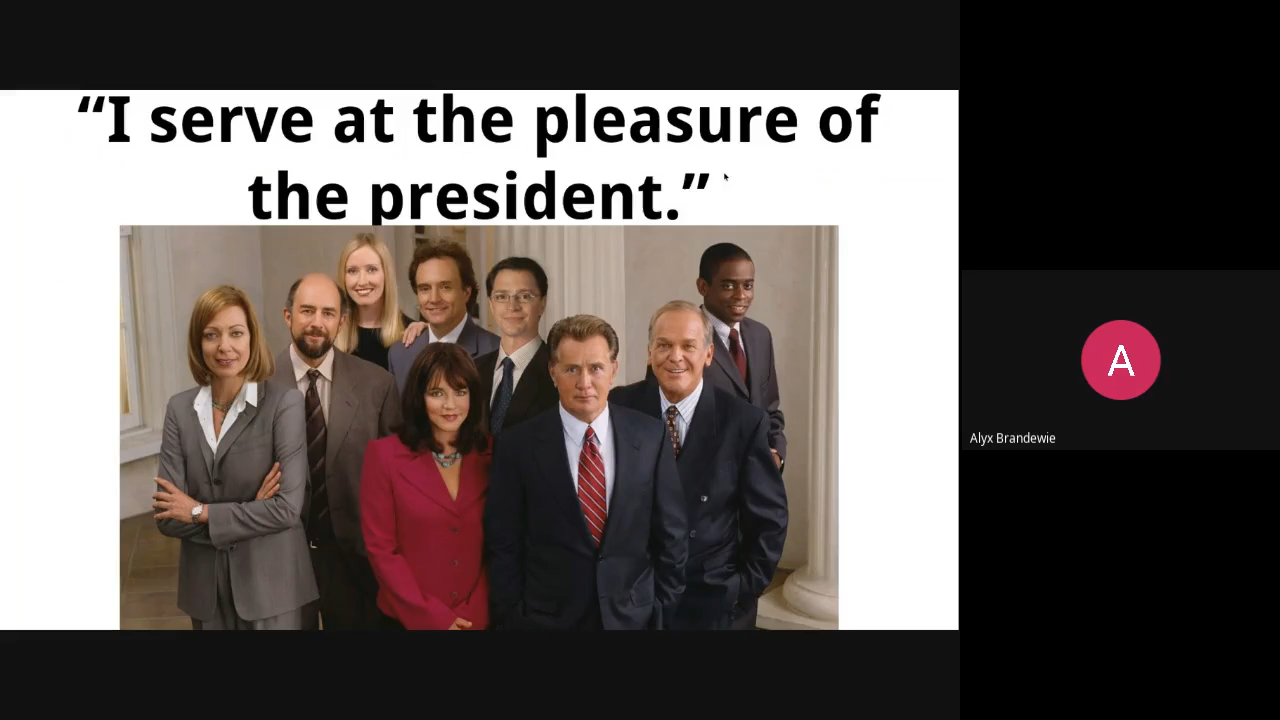 “I serve at the pleasure of
the president.”
A
Alyx Brandewie